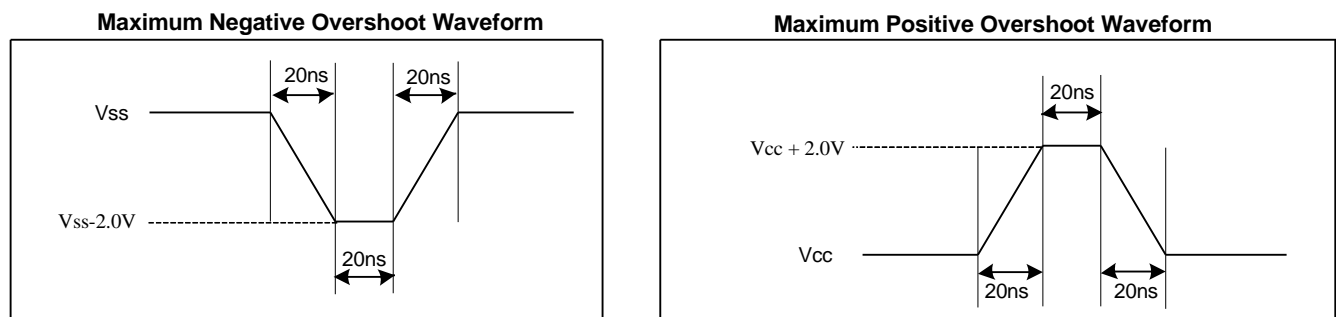 Maximum Negative Overshoot Waveform
20ns 20ns
Vss
Vss-2.0V
20ns
Maximum Positive Overshoot Waveform
20ns
Vcc + 2.0V
Vcc
20ns 20ns